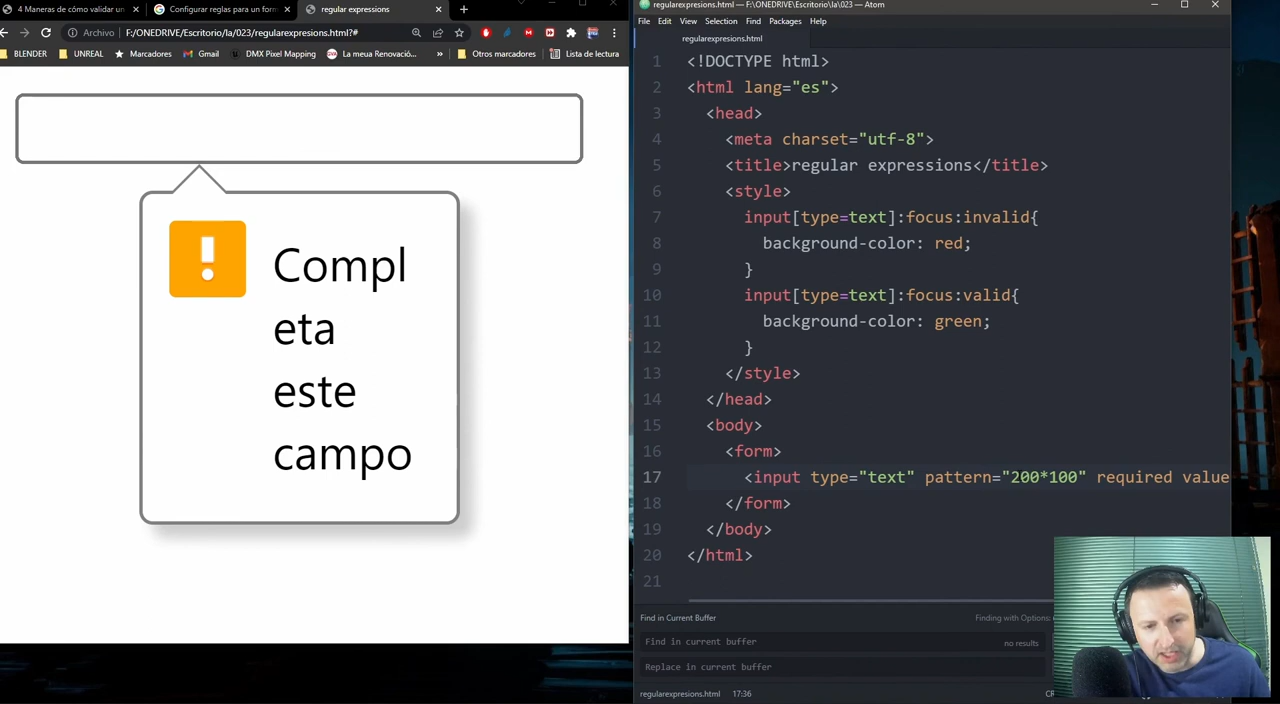 4 Maneras de cómo validar un
Configurar reglas para un form
regular expressions
Archivo
F:/ONEDRIVE/Escritorio/la/023/regularexpresions.html?#
BLENDER
UNREAL
Marcadores
Gmail
DMX Pixel Mapping
La meua Renovació...
Otros marcadores
Lista de lectura
Compl
eta
este
campo
regularexpresions.html — F:\ONEDRIVE\Escritorio\la\023 — Atom
File Edit View Selection Find Packages Help
regularexpresions.html
1 <!DOCTYPE html>
2 <html lang="es">
3 <head>
4 <meta charset="utf-8">
5 <title>regular expressions</title>
6 <style>
7 input[type=text]:focus:invalid{
8 background-color: red;
9 }
10 input[type=text]:focus:valid{
11 background-color: green;
12 }
13 </style>
14 </head>
15 <body>
16 <form>
17 <input type="text" pattern="200*100" required value
18 </form>
19 </body>
20 </html>
21
Find in Current Buffer
Finding with Options:
Find in current buffer
no results
Replace in current buffer
regularexpresions.html 17:36
CR